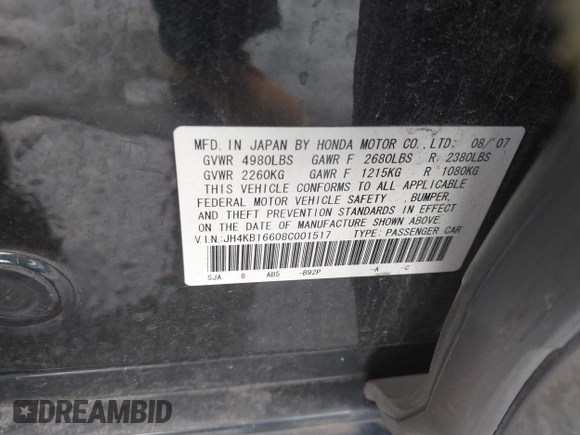 MFD. IN JAPAN BY HONDA MOTOR CO.,LTD: 08/'07
GVWR 4980LBS GAWR F 2680LBS R 2380LBS
GVWR 2260KG GAWR F 1215KG R 1080KG
THIS VEHICLE CONFORMS TO ALL APPLICABLE
FEDERAL MOTOR VEHICLE SAFETY , BUMPER,
AND THEFT PREVENTION STANDARDS IN EFFECT
ON THE DATE OF MANUFACTURE SHOWN ABOVE.
V.I.N.:JH4KB16608C001517 TYPE: PASSENGER CAR
SJA 8 AB5 -B92P -A -C
DREAMBID